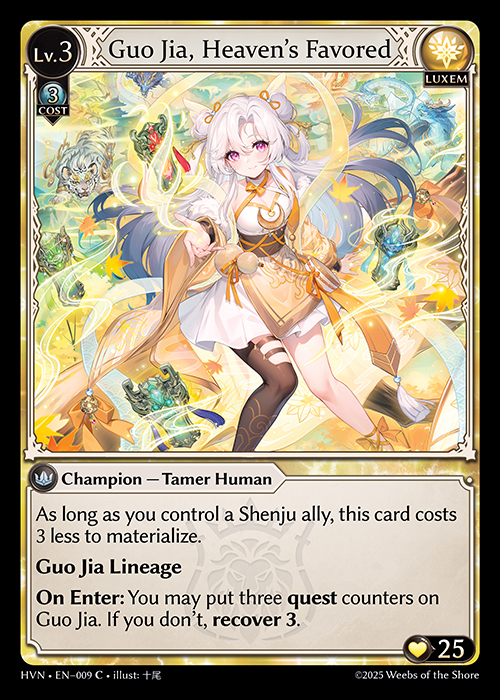 Lv.3
Guo Jia, Heaven's Favored
LUXEM
3
COST
Champion — Tamer Human
As long as you control a Shenju ally, this card costs
3 less to materialize.
Guo Jia Lineage
On Enter: You may put three quest counters on
Guo Jia. If you don't, recover 3.
25
HVN • EN-009 C • illust: 十尾
©2025 Weebs of the Shore